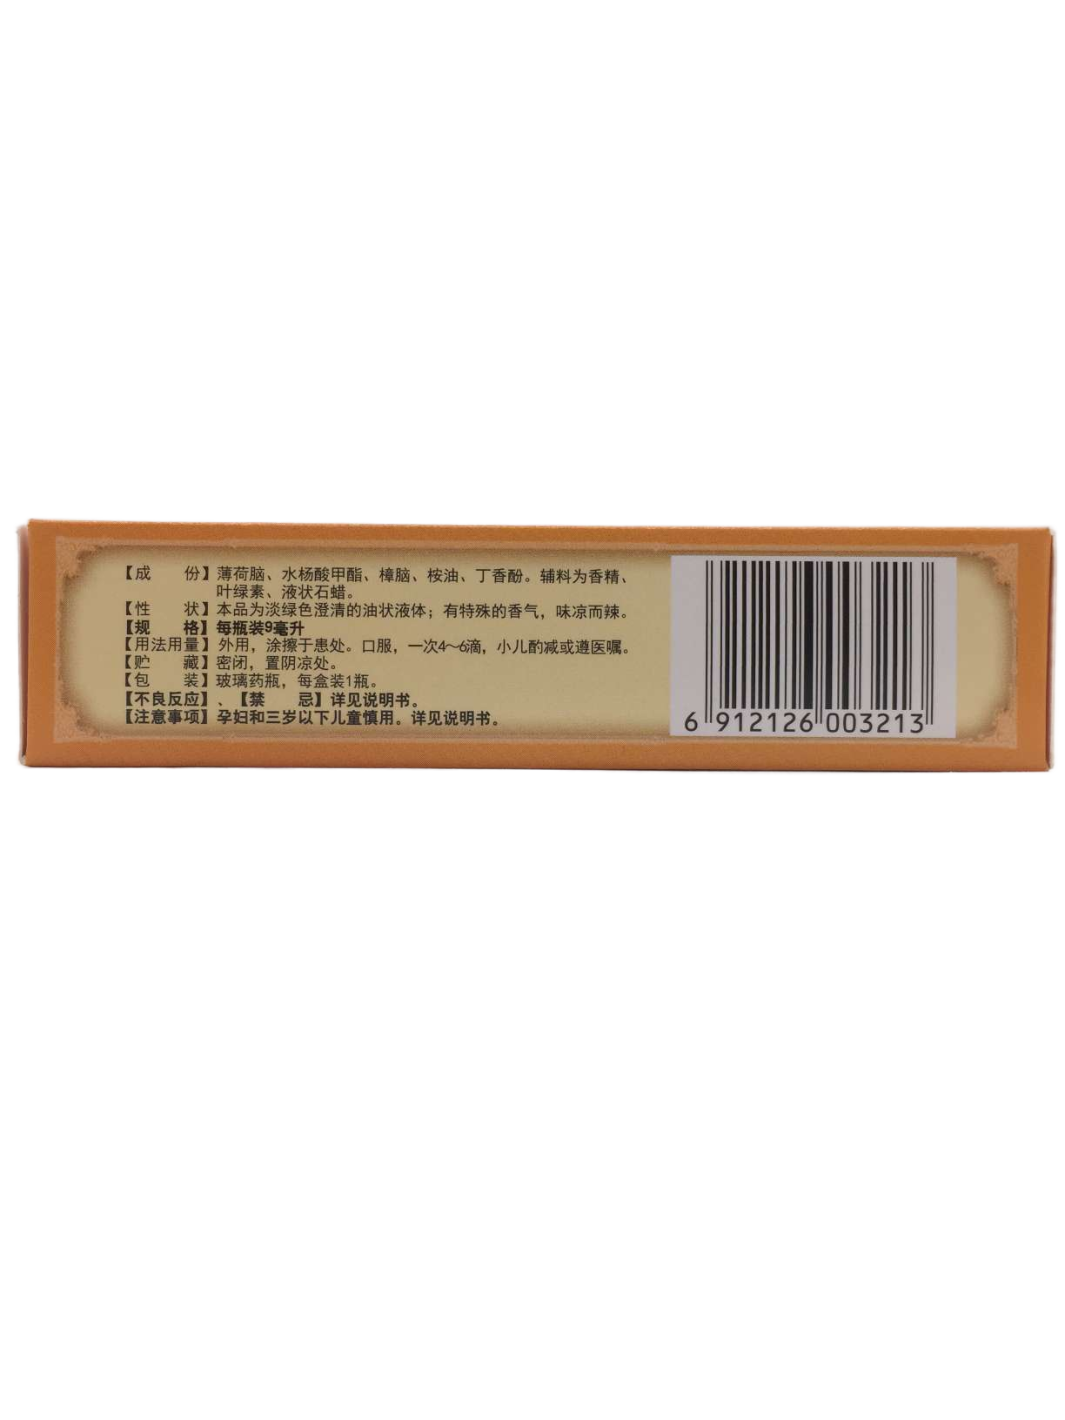 【成　　份】薄荷脑、水杨酸甲酯、樟脑、桉油、丁香酚。辅料为香精、
叶绿素、液状石蜡。
【性　　状】本品为淡绿色澄清的油状液体；有特殊的香气，味凉而辣。
【规　　格】每瓶装9毫升
【用法用量】外用，涂擦于患处。口服，一次4～6滴，小儿酌减或遵医嘱。
【贮　　藏】密闭，置阴凉处。
【包　　装】玻璃药瓶，每盒装1瓶。
【不良反应】、【禁　　忌】详见说明书。
【注意事项】孕妇和三岁以下儿童慎用。详见说明书。
6 912126 003213